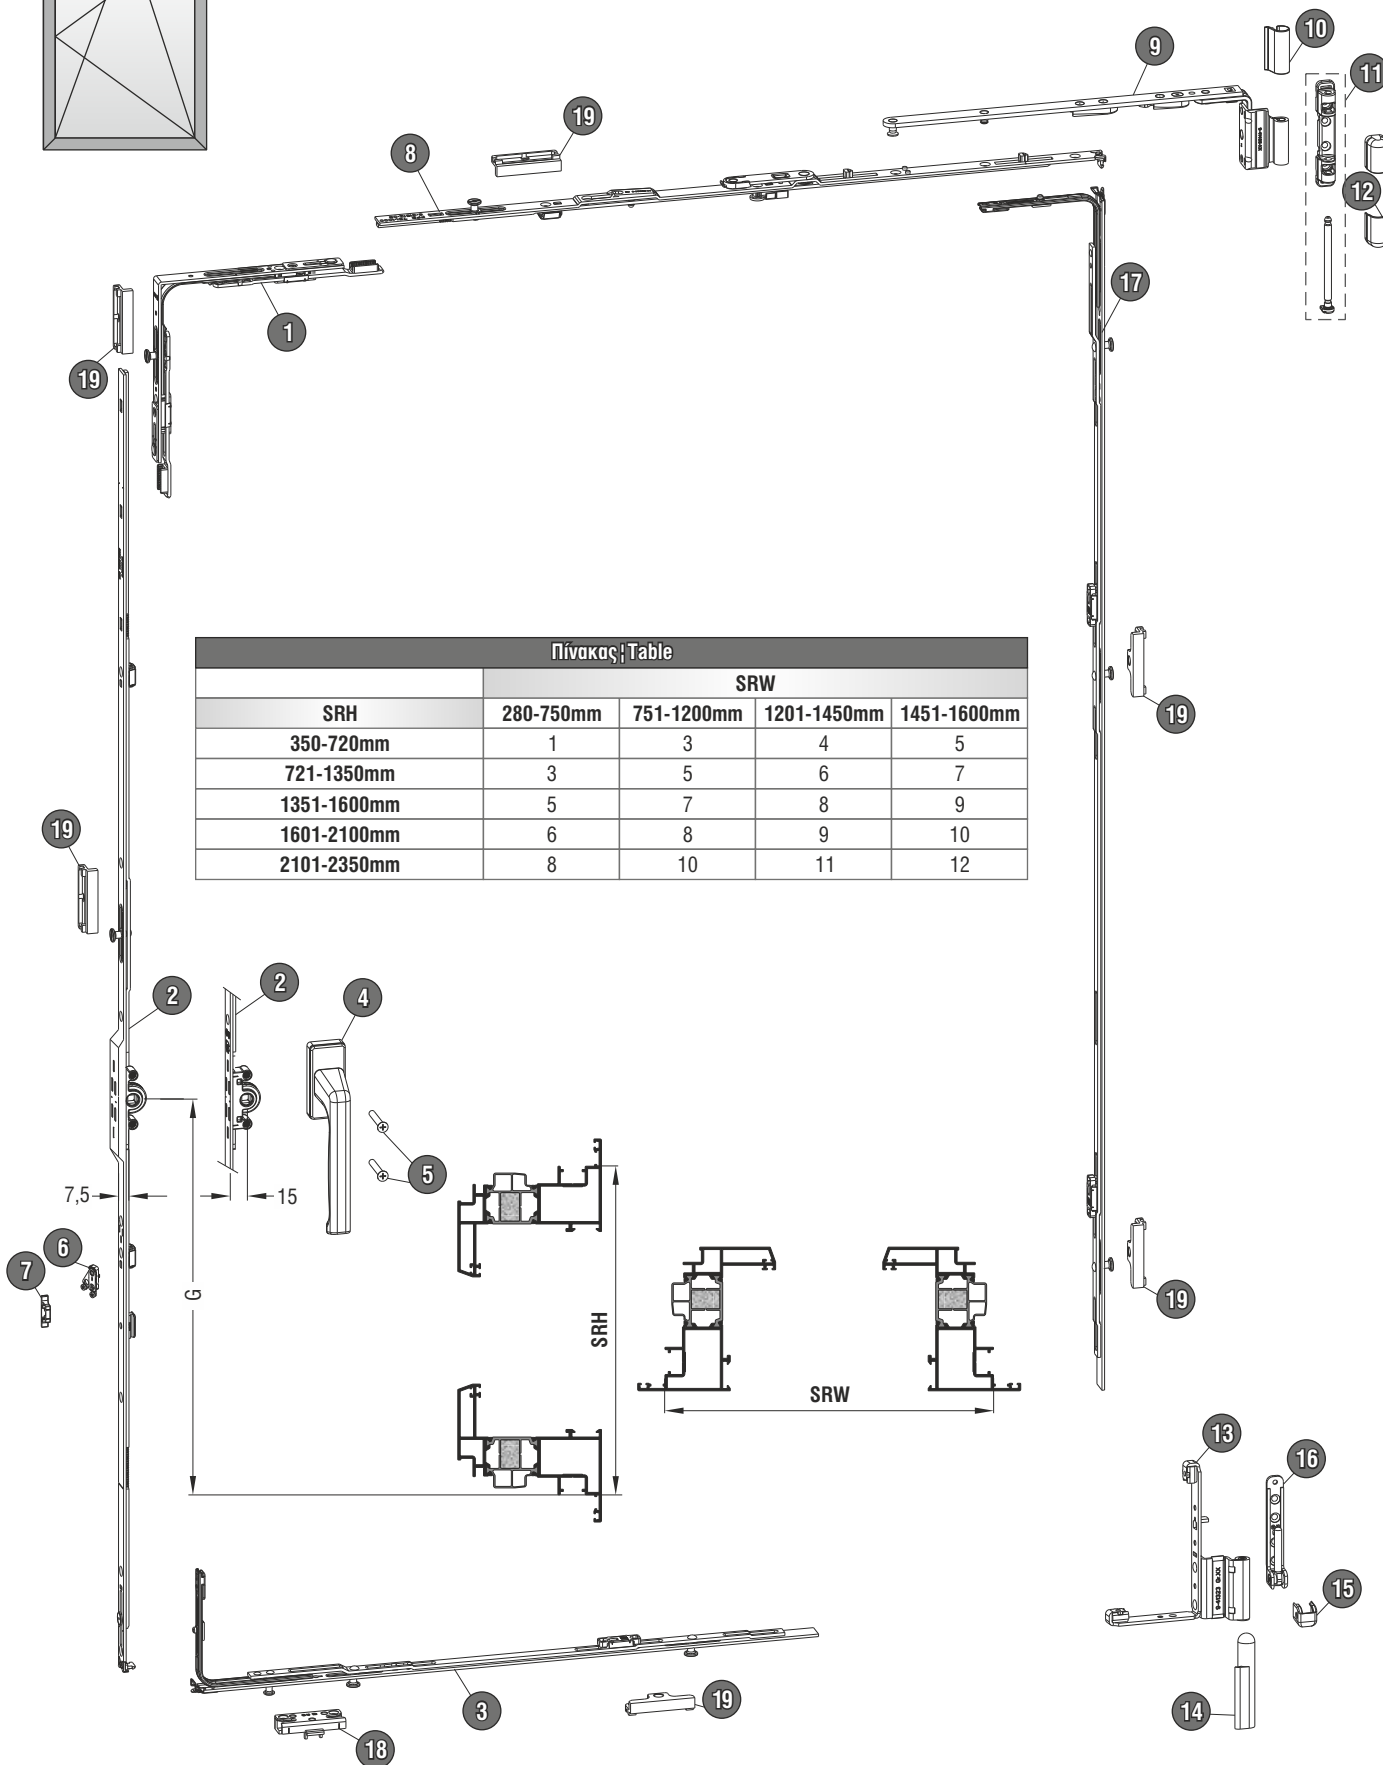 10
9
11
19
8
12
17
1
19
Πίνακας¦Table
SRW
SRH 280-750mm 751-1200mm 1201-1450mm 1451-1600mm
350-720mm 1 3 4 5
721-1350mm 3 5 6 7
1351-1600mm 5 7 8 9
1601-2100mm 6 8 9 10
2101-2350mm 8 10 11 12
19
19
2
2
4
5
7,5
15
6
7
G
SRH
19
SRW
13
16
15
3
19
14
18